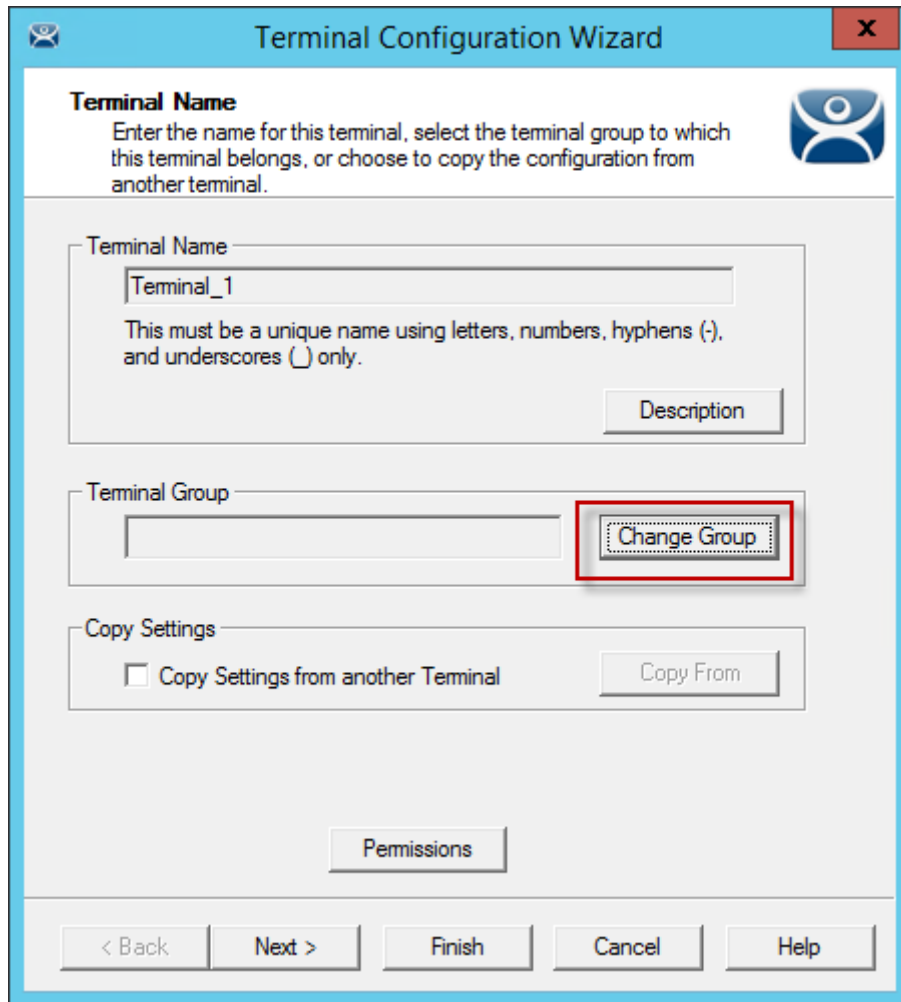 Terminal Configuration Wizard
x
Terminal Name
Enter the name for this terminal, select the terminal group to which
this terminal belongs, or choose to copy the configuration from
another terminal.
Terminal Name
Terminal_1
This must be a unique name using letters, numbers, hyphens (-),
and underscores (_) only.
Description
Terminal Group
Change Group
Copy Settings
Copy Settings from another Terminal
Copy From
Permissions
< Back Next > Finish Cancel Help